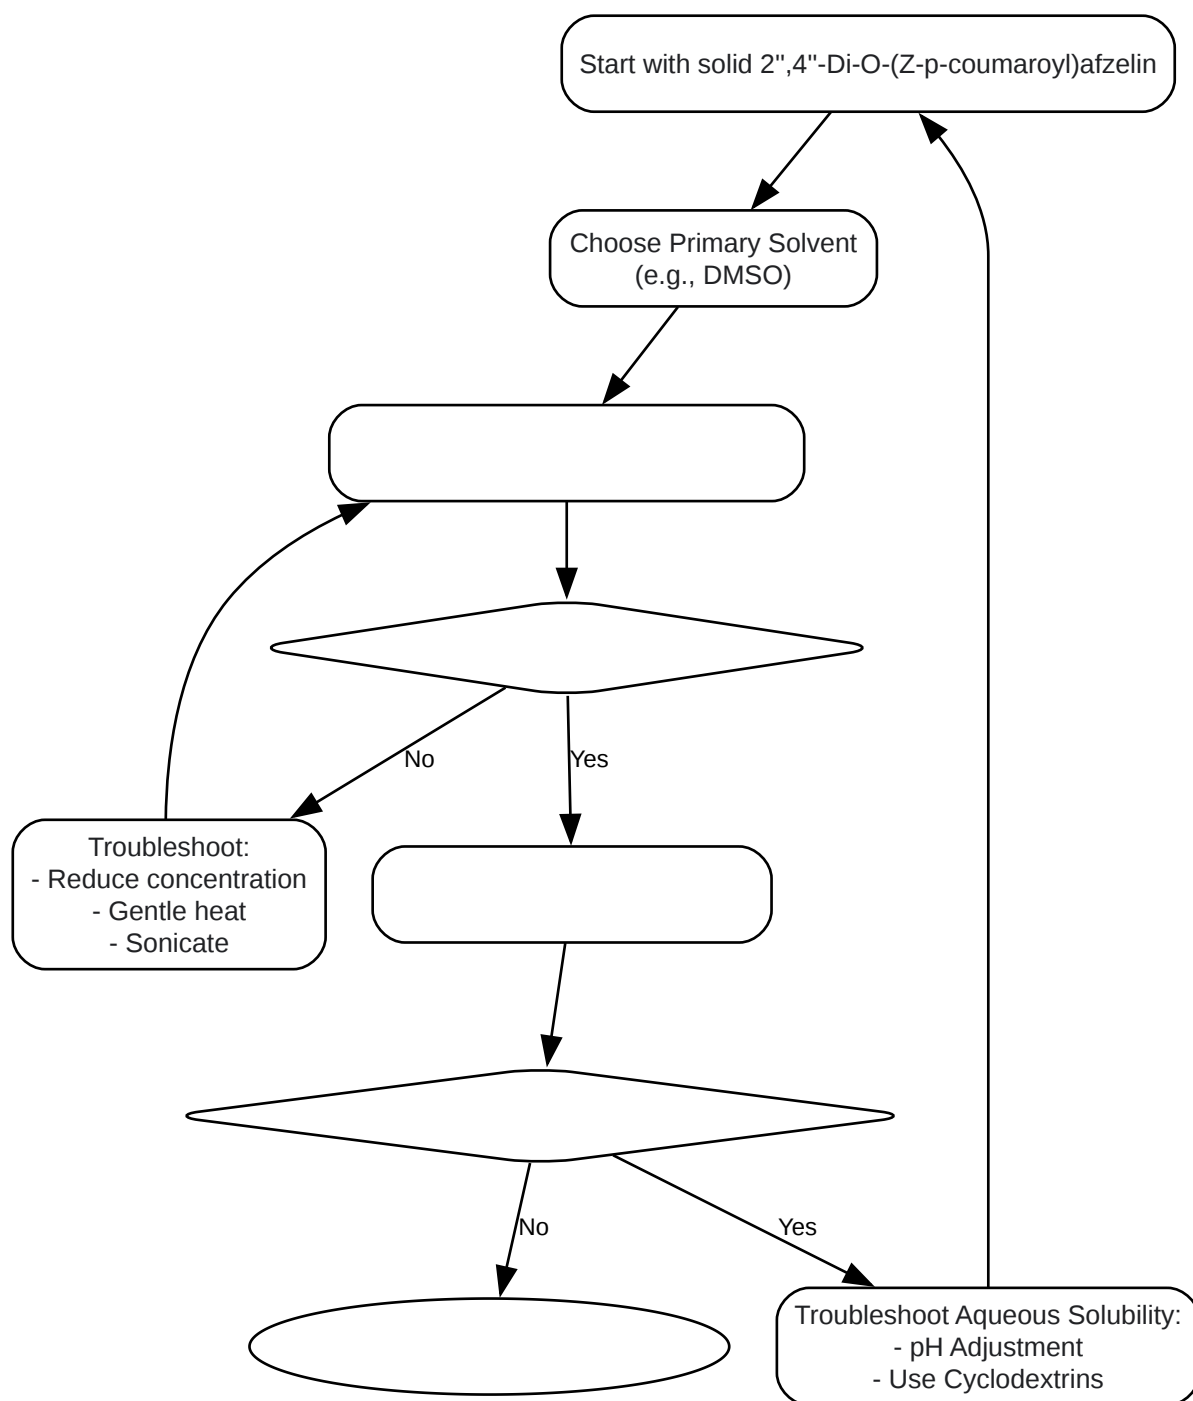 Start with solid 2'',4''-Di-O-(Z-p-coumaroyl)afzelin
Choose Primary Solvent
(e.g., DMSO)
No
Yes
Troubleshoot:
- Reduce concentration
- Gentle heat
- Sonicate
No
Yes
Troubleshoot Aqueous Solubility:
- pH Adjustment
- Use Cyclodextrins